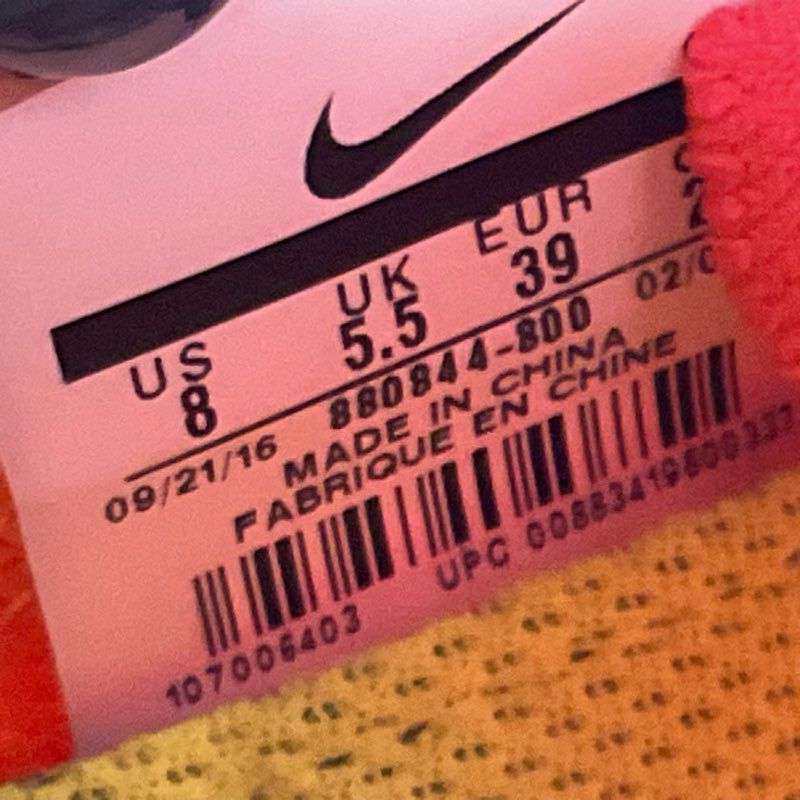 US UK EUR
8 5.5 39
09/21/16 880844-800
MADE IN CHINA
FABRIQUE EN CHINE
107006403 UPC